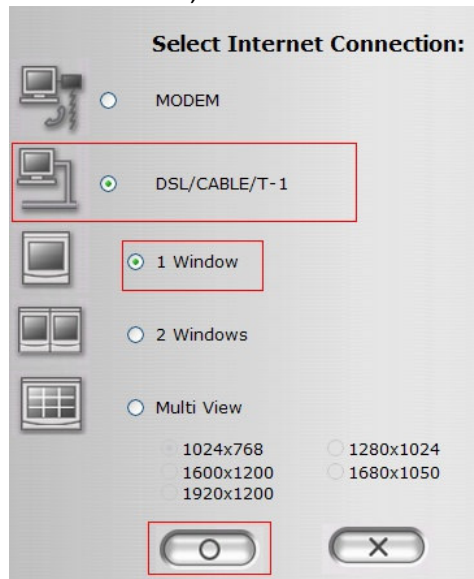 Select Internet Connection:
MODEM
DSL/CABLE/T-1
1 Window
2 Windows
Multi View
1024x768 1280x1024
1600x1200 1680x1050
1920x1200
O X